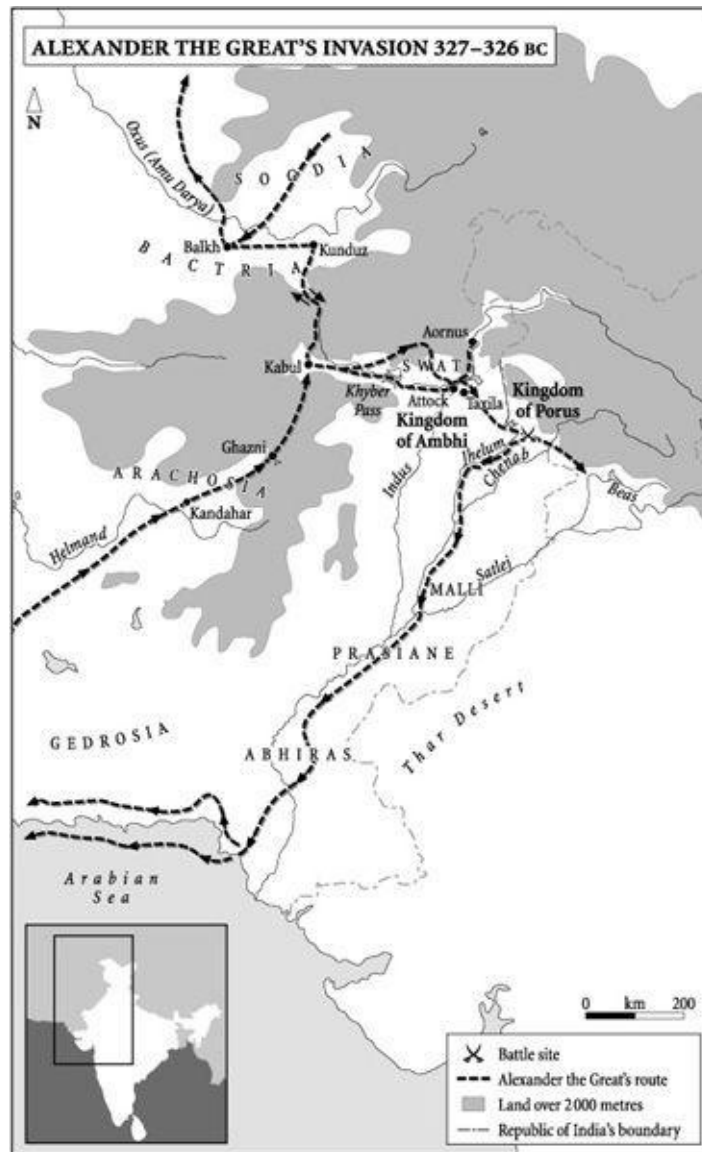 ALEXANDER THE GREAT'S INVASION 327–326 BC
N
Oxus (Amu Darya)
SOGDIA
Balkh
Kunduz
BACTRIA
Aornus
Kabul
SWAT
Khyber
Pass
Attock
Taxila
Kingdom
of Porus
Kingdom
of Ambhi
Ghazni
Jhelum
Chenab
ARACHOSIA
Indus
Beas
Kandahar
Helmand
Satlej
MALLI
PRASIANE
Thar Desert
GEDROSIA
ABHIRAS
Arabian
Sea
0 km 200
Battle site
Alexander the Great's route
Land over 2000 metres
Republic of India's boundary